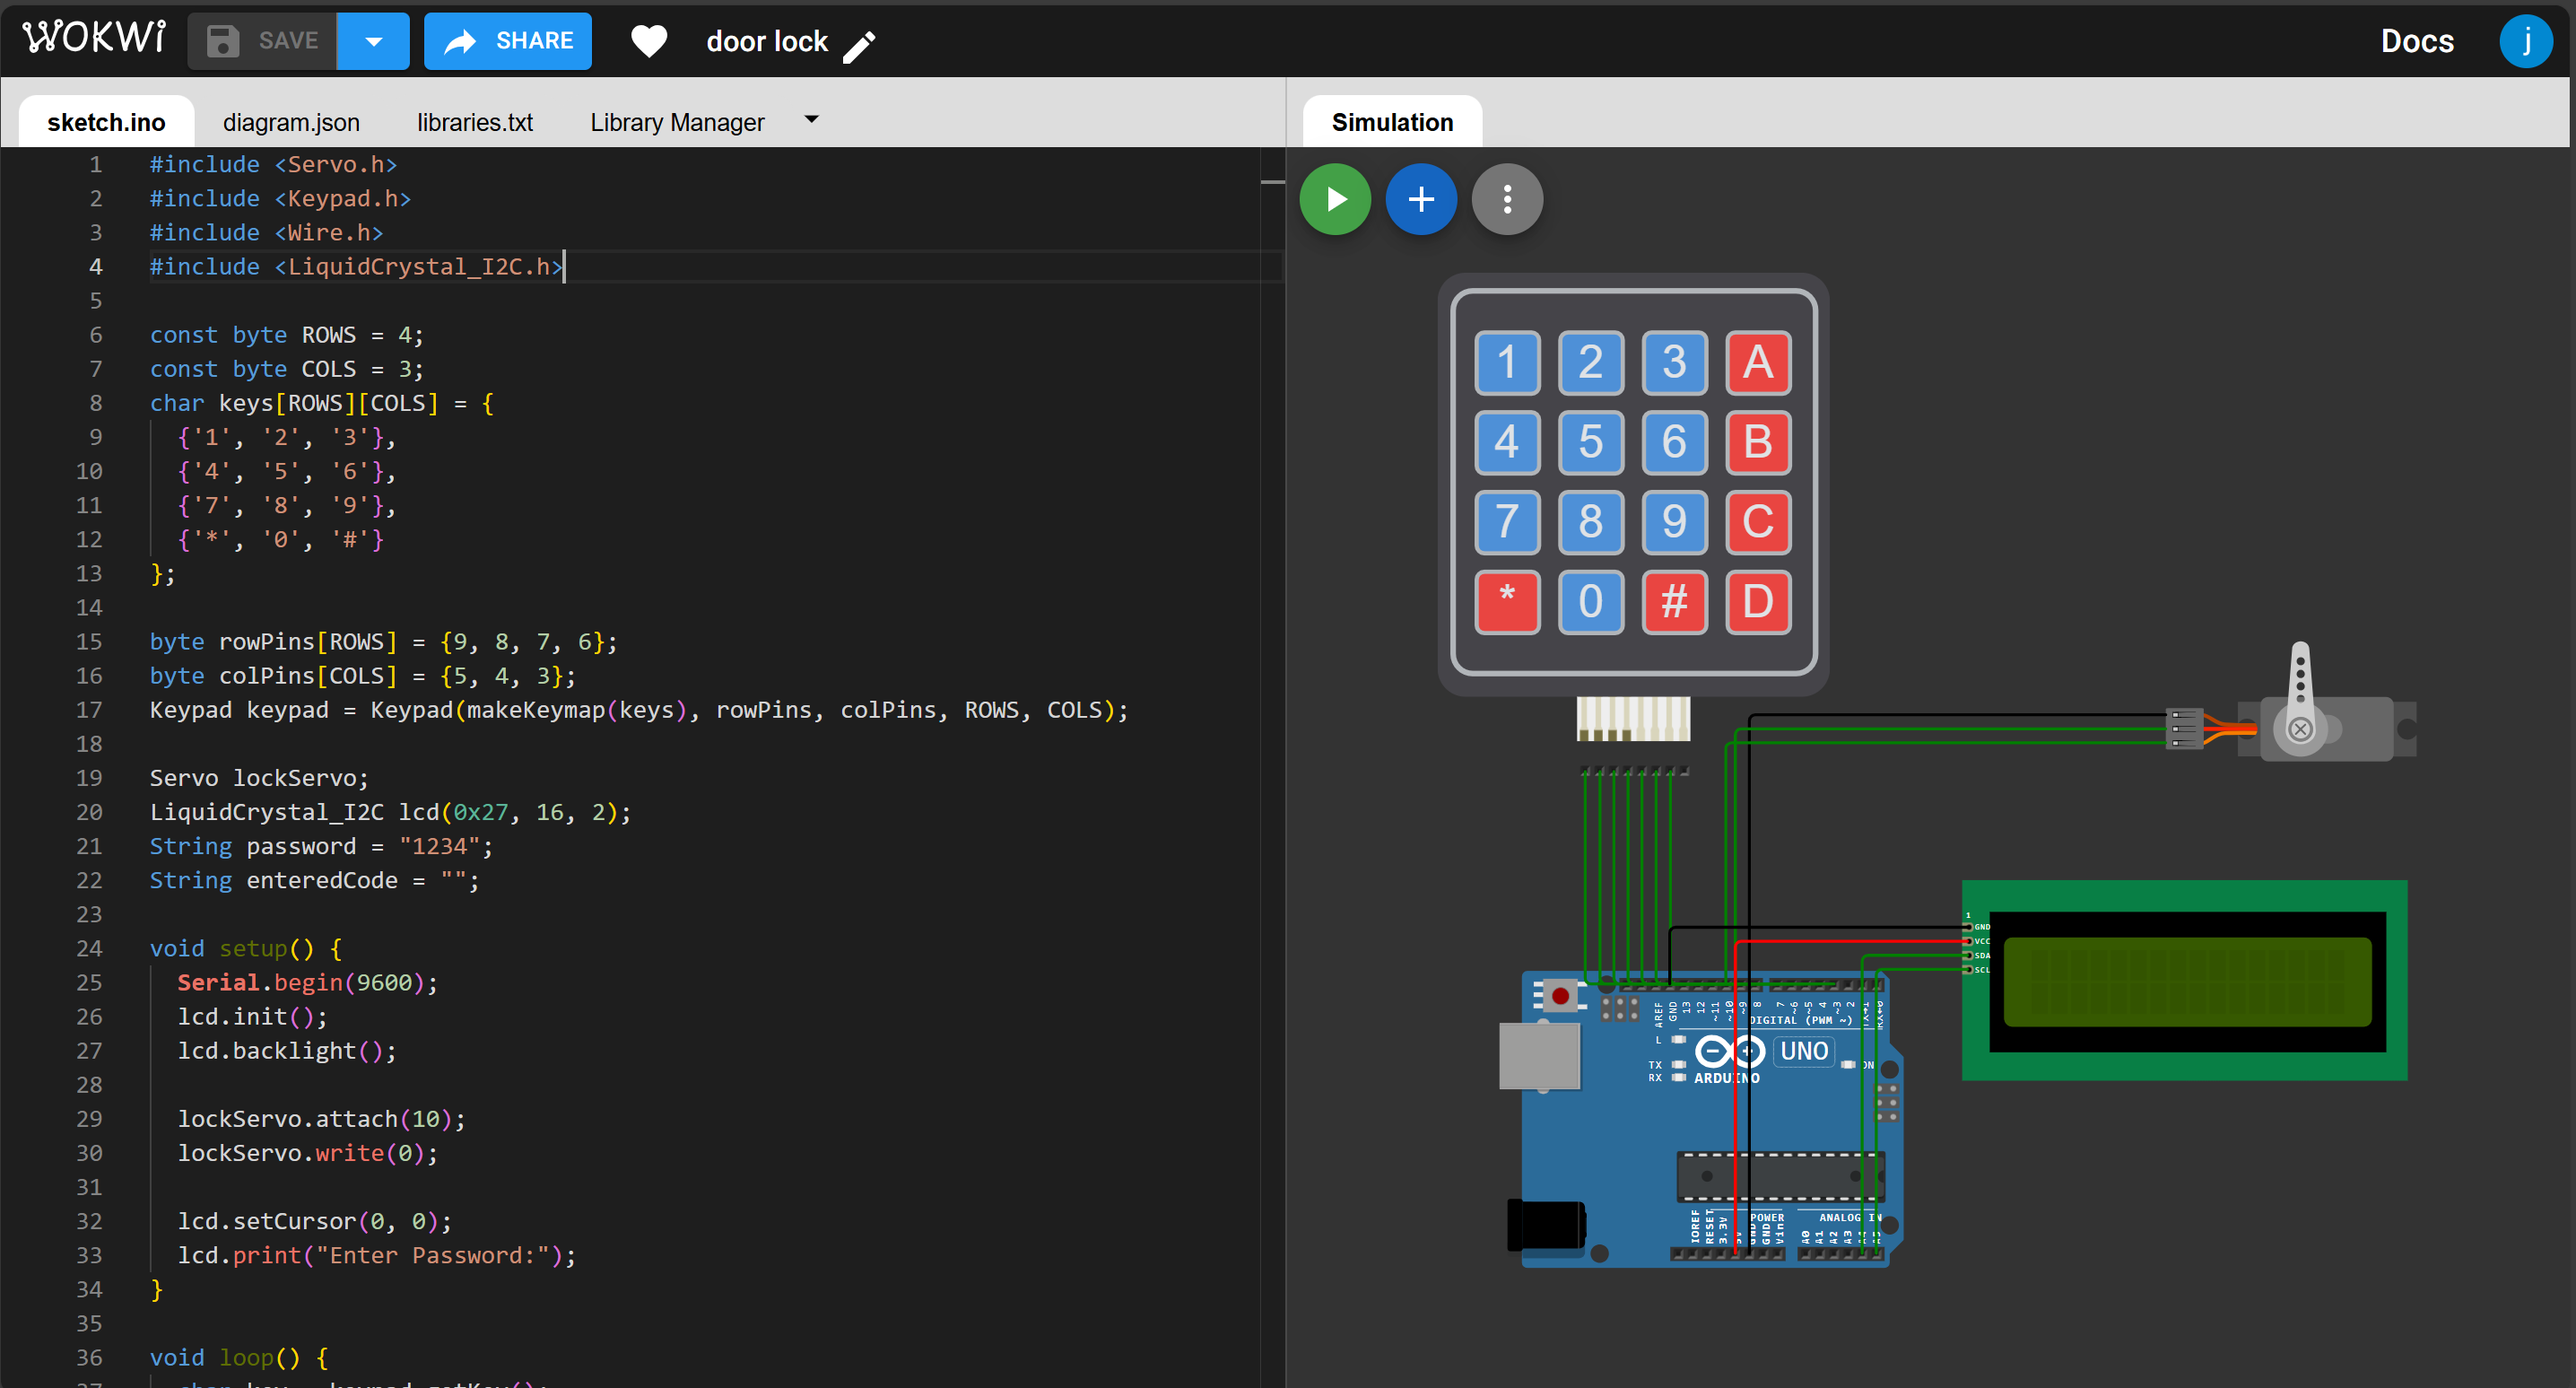 WOKWi SAVE SHARE door lock Docs j
sketch.ino diagram.json libraries.txt Library Manager
Simulation
1 #include <Servo.h>
2 #include <Keypad.h>
3 #include <Wire.h>
4 #include <LiquidCrystal_I2C.h>
5
6 const byte ROWS = 4;
7 const byte COLS = 3;
8 char keys[ROWS][COLS] = {
9 {'1', '2', '3'},
10 {'4', '5', '6'},
11 {'7', '8', '9'},
12 {'*', '0', '#'}
13 };
14
15 byte rowPins[ROWS] = {9, 8, 7, 6};
16 byte colPins[COLS] = {5, 4, 3};
17 Keypad keypad = Keypad(makeKeymap(keys), rowPins, colPins, ROWS, COLS);
18
19 Servo lockServo;
20 LiquidCrystal_I2C lcd(0x27, 16, 2);
21 String password = "1234";
22 String enteredCode = "";
23
24 void setup() {
25 Serial.begin(9600);
26 lcd.init();
27 lcd.backlight();
28
29 lockServo.attach(10);
30 lockServo.write(0);
31
32 lcd.setCursor(0, 0);
33 lcd.print("Enter Password:");
34 }
35
36 void loop() {
1 2 3 A
4 5 6 B
7 8 9 C
* 0 # D
1
GND
VCC
SDA
SCL
AREF GND 13 12 ~11 ~10 ~9 8 7 ~6 ~5 4 ~3 2
DIGITAL (PWM ~)
L
TX
RX
UNO
ON
ARDUINO
IOREF RESET 3.3V GND Vin
POWER
ANALOG IN
A0 A1 A2 A3